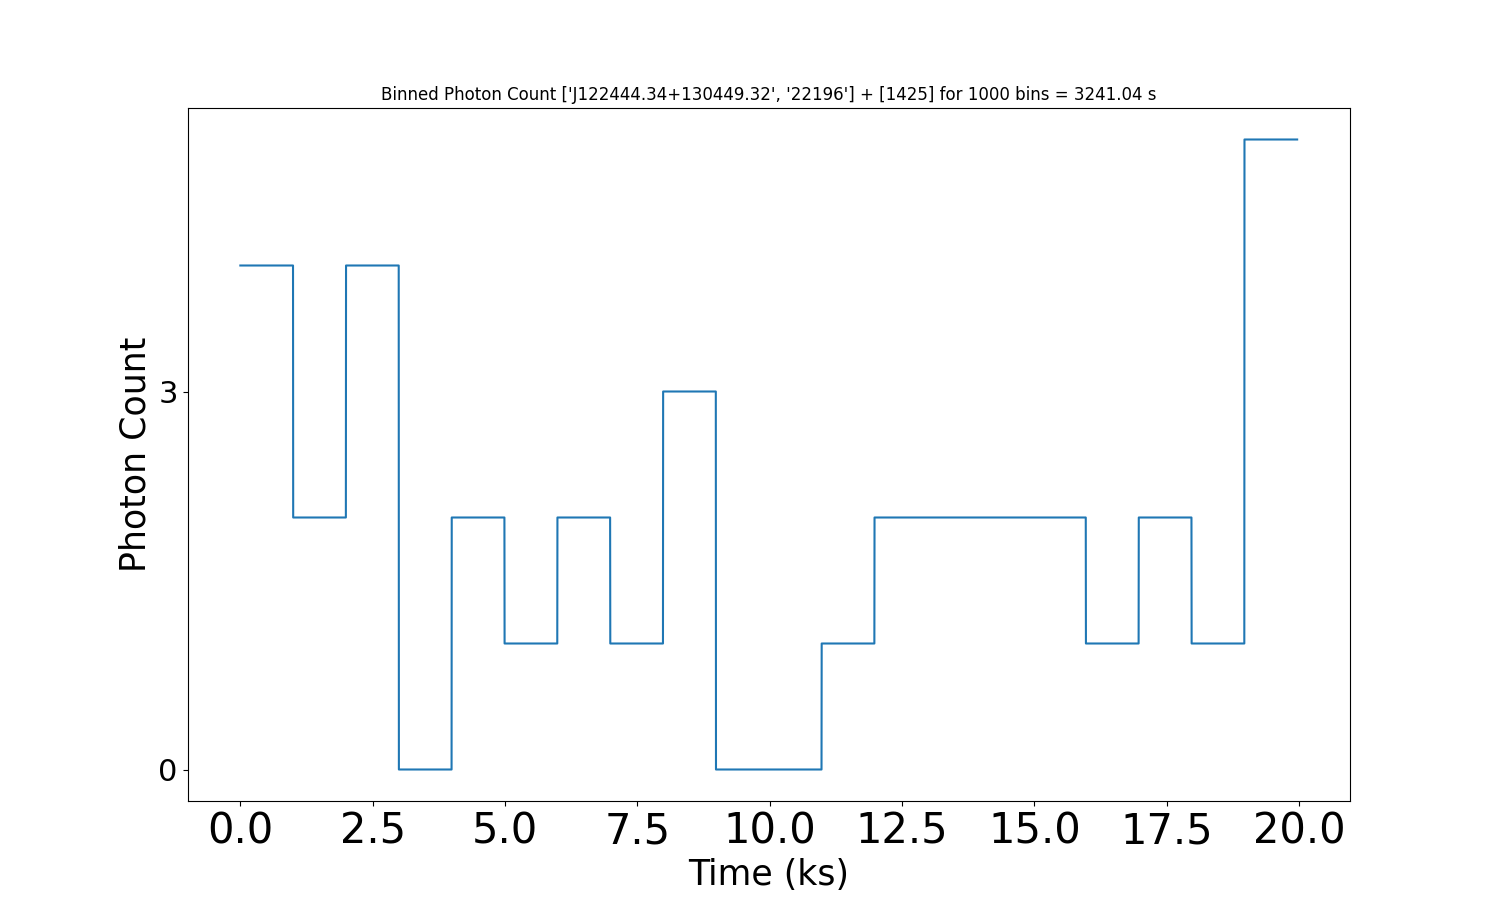 Binned Photon Count ['J122444.34+130449.32', '22196'] + [1425] for 1000 bins = 3241.04 s
Photon Count
3
0
0.0 2.5 5.0 7.5 10.0 12.5 15.0 17.5 20.0
Time (ks)